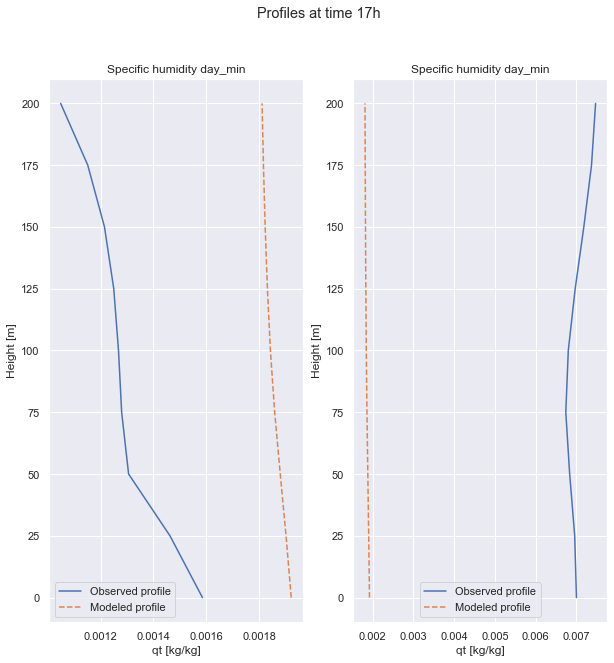 Profiles at time 17h
Specific humidity day_min
Height [m]
200
175
150
125
100
75
50
25
0
Observed profile
Modeled profile
0.0012 0.0014 0.0016 0.0018
qt [kg/kg]
Specific humidity day_min
Height [m]
200
175
150
125
100
75
50
25
0
Observed profile
Modeled profile
0.002 0.003 0.004 0.005 0.006 0.007
qt [kg/kg]